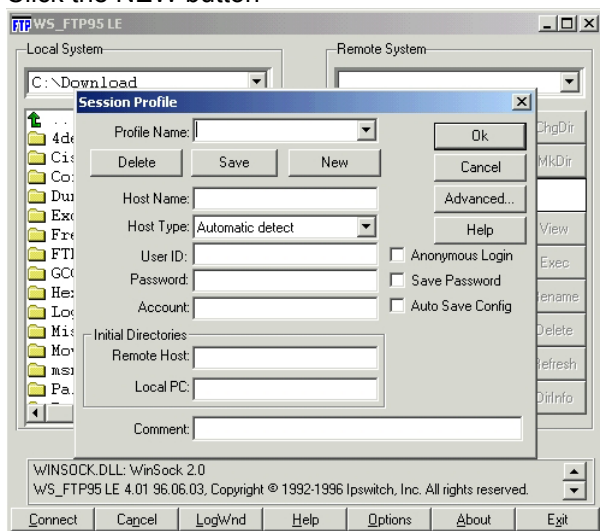 Click the NEW button
WS_FTP95 LE
Local System
Remote System
C:\Download
Session Profile
Profile Name:
Ok
ChgDir
Delete
Save
New
Cancel
MkDir
Host Name:
Advanced...
Host Type:
Automatic detect
Help
View
User ID:
Anonymous Login
Exec
Password:
Save Password
Account:
Auto Save Config
Initial Directories
Delete
Remote Host:
Local PC:
DirInfo
Comment:
WINSOCK.DLL: WinSock 2.0
WS_FTP95 LE 4.01 96.06.03, Copyright © 1992-1996 Ipswitch, Inc. All rights reserved.
Connect
Cancel
LogWnd
Help
Options
About
Exit